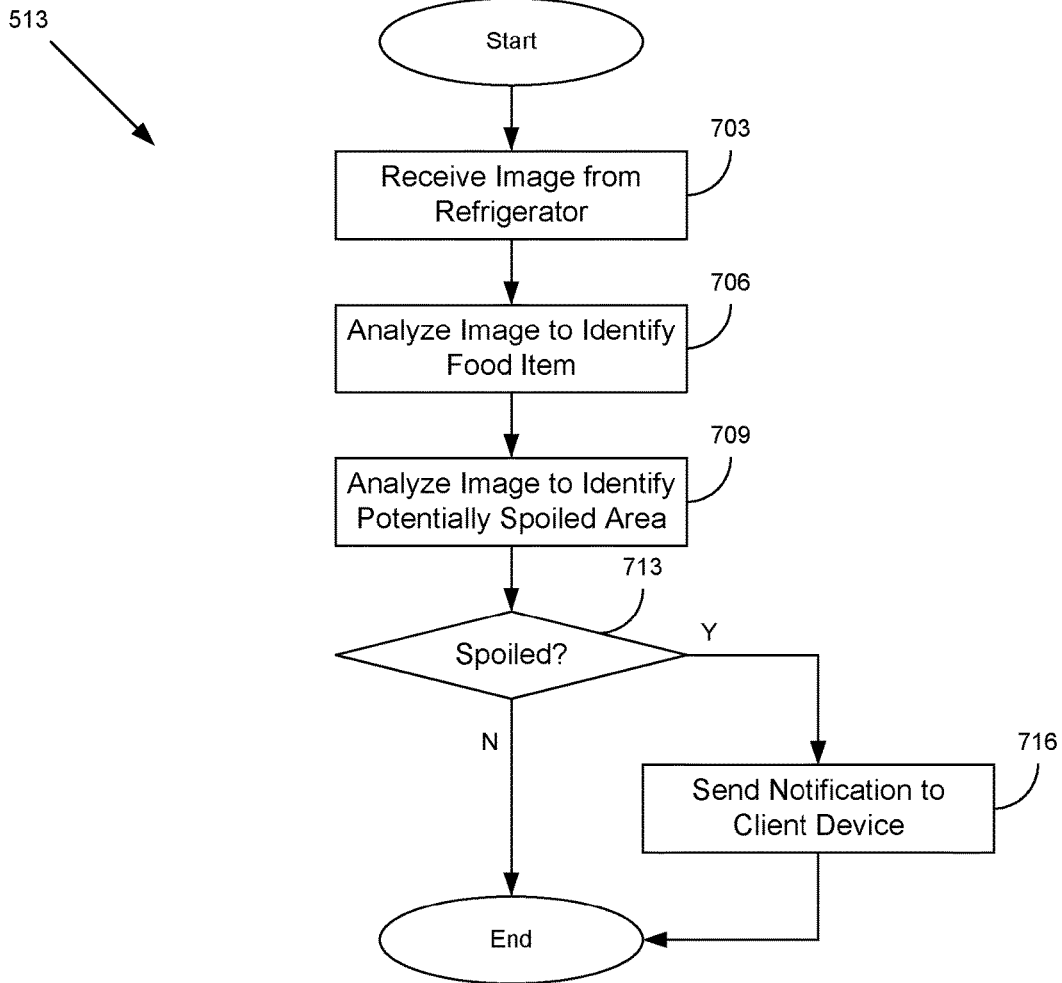 513
Start
703
Receive Image from
Refrigerator
706
Analyze Image to Identify
Food Item
709
Analyze Image to Identify
Potentially Spoiled Area
713
Spoiled?
Y
N
716
Send Notification to
Client Device
End